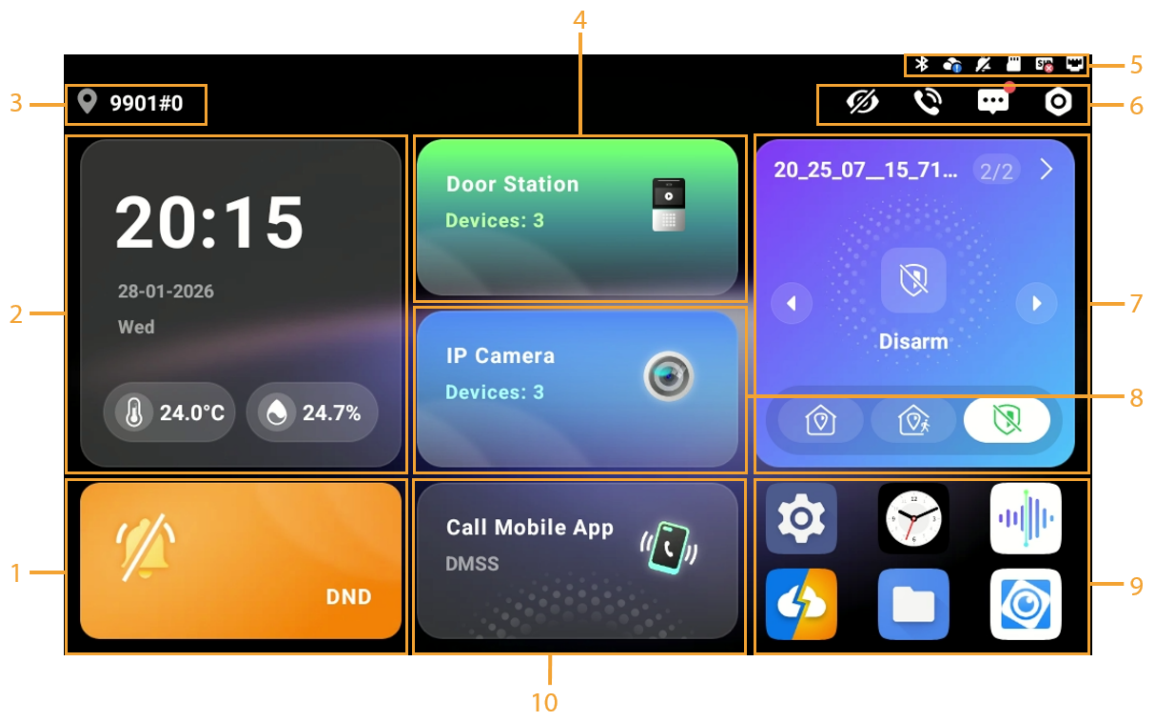 4
5
3
9901#0
6
Door Station
Devices: 3
20_25_07__15_71...
2/2
20:15
28-01-2026
Wed
2
7
Disarm
IP Camera
Devices: 3
8
24.0°C
24.7%
Call Mobile App
DMSS
1
DND
9
10